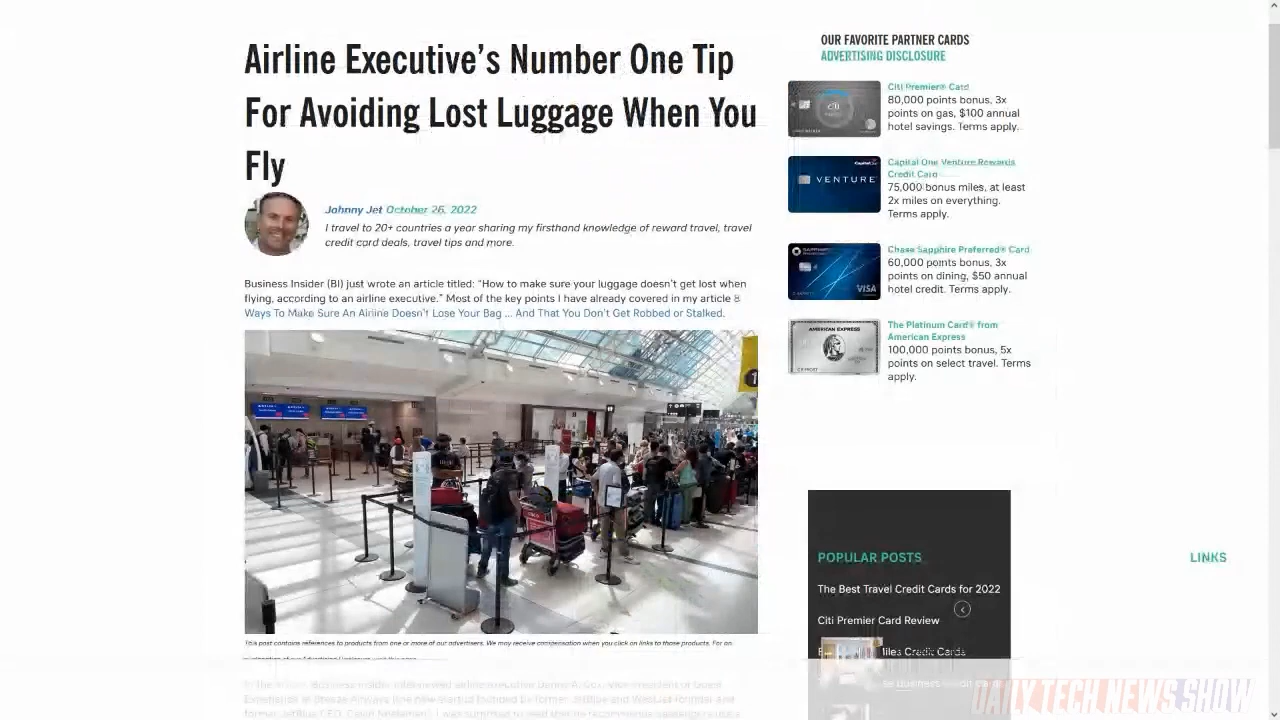 Airline Executive's Number One Tip
For Avoiding Lost Luggage When You
Fly
Johnny Jet October 26, 2022
I travel to 20+ countries a year sharing my firsthand knowledge of reward travel, travel
credit card deals, travel tips and more.
Business Insider (BI) just wrote an article titled: “How to make sure your luggage doesn’t get lost when
flying, according to an airline executive.” Most of the key points I have already covered in my article 8
Ways To Make Sure An Airline Doesn’t Lose Your Bag ... And That You Don’t Get Robbed or Stalked.
This post contains references to products from one or more of our advertisers. We may receive compensation when you click on links to those products. For an
OUR FAVORITE PARTNER CARDS
ADVERTISING DISCLOSURE
Citi Premier® Card
80,000 points bonus, 3x
points on gas, $100 annual
hotel savings. Terms apply.
Capital One Venture Rewards
Credit Card
75,000 bonus miles, at least
2x miles on everything.
Terms apply.
VENTURE
Chase Sapphire Preferred® Card
60,000 points bonus, 3x
points on dining, $50 annual
hotel credit. Terms apply.
VISA
The Platinum Card® from
American Express
100,000 points bonus, 5x
points on select travel. Terms
apply.
AMERICAN EXPRESS
POPULAR POSTS
The Best Travel Credit Cards for 2022
Citi Premier Card Review
Miles Credit Cards
LINKS
DAILY TECH NEWS SHOW